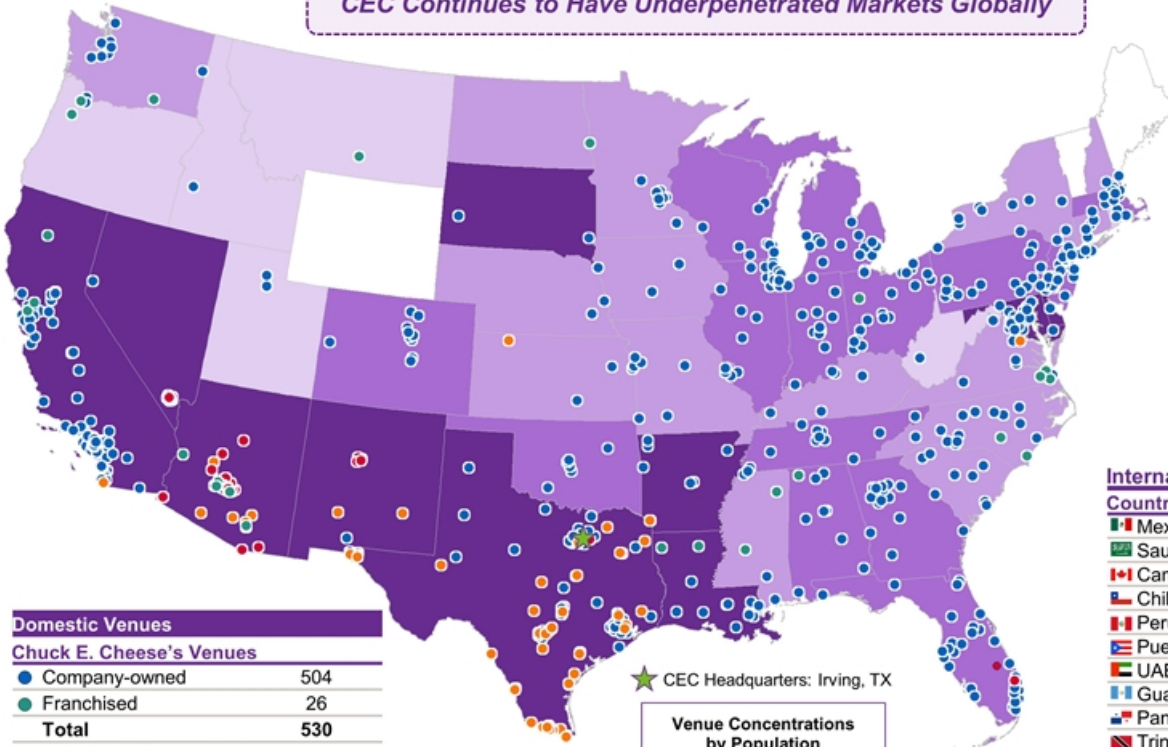 CEC Continues to Have Underpenetrated Markets Globally
Domestic Venues
Chuck E. Cheese's Venues
Company-owned 504
Franchised 26
Total 530
CEC Headquarters: Irving, TX
Venue Concentrations
by Population